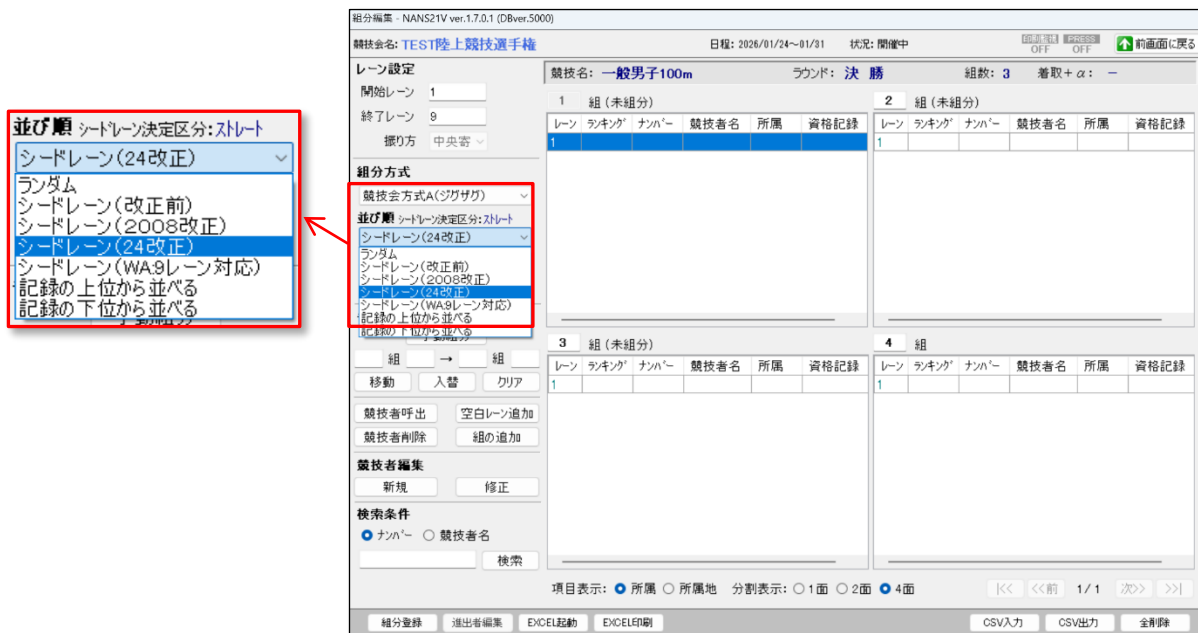 組分編集 - NANS21V ver.1.7.0.1 (DBver.5000)
競技会名: TEST陸上競技選手権 日程: 2026/01/24～01/31 状況: 開催中 OFF PRESS OFF 前画面に戻る
レーン設定
開始レーン 1
終了レーン 9
振り方 中央寄
組分方式
競技会方式A(ジグザグ)
並び順 シードレーン決定区分:ストレート
シードレーン(24改正)
ランダム
シードレーン(改正前)
シードレーン(2008改正)
シードレーン(24改正)
シードレーン(WA9レーン対応)
記録の上位から並べる
記録の下位から並べる
手動組分
組 → 組
移動 入替 クリア
競技者呼出 空白レーン追加
競技者削除 組の追加
競技者編集
新規 修正
検索条件
ナンバー 競技者名
検索
並び順 シードレーン決定区分:ストレート
シードレーン(24改正)
ランダム
シードレーン(改正前)
シードレーン(2008改正)
シードレーン(24改正)
シードレーン(WA9レーン対応)
記録の上位から並べる
記録の下位から並べる
競技名: 一般男子100m ラウンド: 決 勝 組数: 3 着取+α: －
1 組 (未組分)
レーン ランキング ナンバー 競技者名 所属 資格記録
1
2 組 (未組分)
レーン ランキング ナンバー 競技者名 所属 資格記録
1
3 組 (未組分)
レーン ランキング ナンバー 競技者名 所属 資格記録
1
4 組
レーン ランキング ナンバー 競技者名 所属 資格記録
1
項目表示: 所属 所属地 分割表示: 1面 2面 4面 |<< <<前 1/1 次>> >>|
組分登録 進出者編集 EXCEL起動 EXCEL印刷 CSV入力 CSV出力 全削除